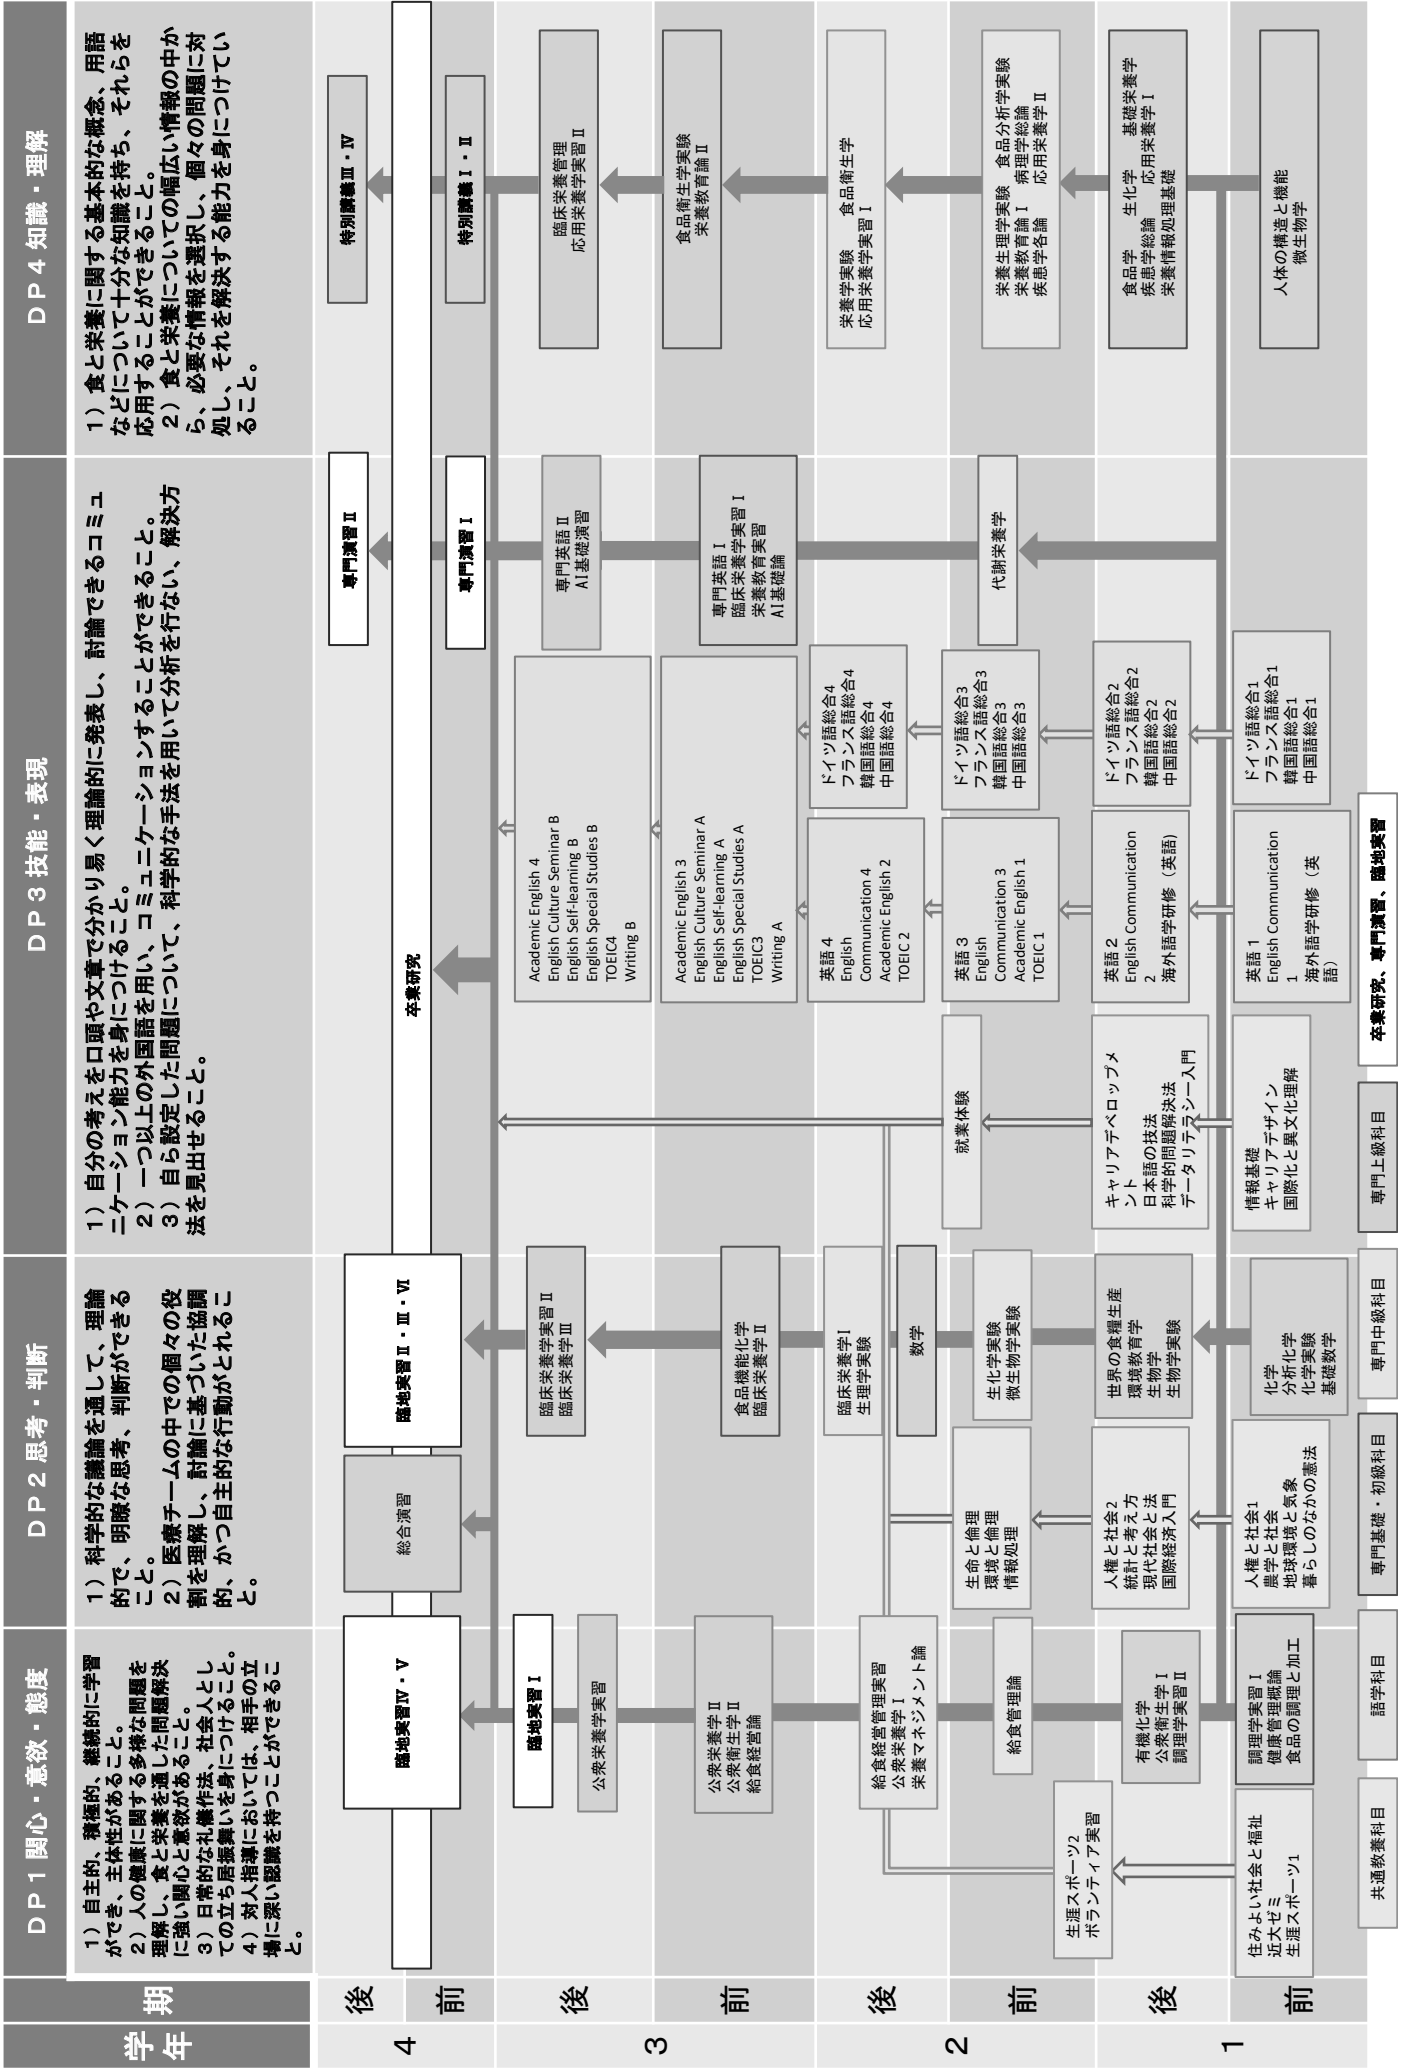 学年
期
ＤＰ１関心・意欲・態度
ＤＰ２思考・判断
ＤＰ３技能・表現
ＤＰ４知識・理解
１）自主的、積極的、継続的に学習
ができ、主体性があること。
２）人の健康に関する多様な問題を
理解し、食と栄養を通した問題解決
に強い関心と意欲があること。
３）日常的な礼儀作法、社会人とし
ての立ち居振舞いを身につけること。
４）対人指導においては、相手の立
場に深い認識を持つことができるこ
と。
１）科学的な議論を通して、理論
的で、明瞭な思考、判断ができる
こと。
２）医療チームの中での個々の役
割を理解し、討論に基づいた協調
的、かつ自主的な行動がとれるこ
と。
１）自分の考えを口頭や文章で分かり易く理論的に発表し、討論できるコミュ
ニケーション能力を身につけること。
２）一つ以上の外国語を用い、コミュニケーションすることができること。
３）自ら設定した問題について、科学的な手法を用いて分析を行ない、解決方
法を見出せること。
１）食と栄養に関する基本的な概念、用語
などについて十分な知識を持ち、それらを
応用することができること。
２）食と栄養についての幅広い情報の中か
ら、必要な情報を選択し、個々の問題に対
処し、それを解決する能力を身につけてい
ること。
4
後
前
臨地実習Ⅳ・Ⅴ
総合演習
臨地実習Ⅱ・Ⅲ・Ⅵ
卒業研究
専門演習Ⅱ
専門演習Ⅰ
特別講義Ⅲ・Ⅳ
特別講義Ⅰ・Ⅱ
3
後
臨地実習Ⅰ
公衆栄養学実習
臨床栄養学実習Ⅱ
臨床栄養学Ⅲ
Academic English 4
English Culture Seminar B
English Self-learning B
English Special Studies B
TOEIC4
Writing B
専門英語Ⅱ
AI基礎演習
臨床栄養管理
応用栄養学実習Ⅱ
前
公衆栄養学Ⅱ
公衆衛生学Ⅱ
給食経営論
食品機能化学
臨床栄養学Ⅱ
Academic English 3
English Culture Seminar A
English Self-learning A
English Special Studies A
TOEIC3
Writing A
専門英語Ⅰ
臨床栄養学実習Ⅰ
栄養教育実習
AI基礎論
食品衛生学実験
栄養教育論Ⅱ
2
後
給食経営管理実習
公衆栄養学Ⅰ
栄養マネジメント論
臨床栄養学Ⅰ
生理学実験
数学
英語４
English
Communication 4
Academic English 2
TOEIC 2
ドイツ語総合4
フランス語総合4
韓国語総合4
中国語総合4
栄養学実験　食品衛生学
応用栄養学実習Ⅰ
前
給食管理論
生命と倫理
環境と倫理
情報処理
生化学実験
微生物学実験
就業体験
英語３
English
Communication 3
Academic English 1
TOEIC 1
ドイツ語総合3
フランス語総合3
韓国語総合3
中国語総合3
代謝栄養学
栄養生理学実験　食品分析学実験
栄養教育論Ⅰ　病理学総論
疾患学各論　応用栄養学Ⅱ
1
後
生涯スポーツ2
ボランティア実習
有機化学
公衆衛生学Ⅰ
調理学実習Ⅱ
人権と社会2
統計と考え方
現代社会と法
国際経済入門
世界の食糧生産
環境教育学
生物学
生物学実験
キャリアデベロップメ
ント
日本語の技法
科学的問題解決法
データリテラシー入門
英語２
English Communication
2
海外語学研修（英語）
ドイツ語総合2
フランス語総合2
韓国語総合2
中国語総合2
食品学　生化学　基礎栄養学
疾患学総論　応用栄養学Ⅰ
栄養情報処理基礎
前
住みよい社会と福祉
近大ゼミ
生涯スポーツ1
調理学実習Ⅰ
健康管理概論
食品の調理と加工
人権と社会1
農学と社会
地球環境と気象
暮らしのなかの憲法
化学
分析化学
化学実験
基礎数学
情報基礎
キャリアデザイン
国際化と異文化理解
英語１
English Communication
1
海外語学研修（英
語）
ドイツ語総合1
フランス語総合1
韓国語総合1
中国語総合1
人体の構造と機能
微生物学
共通教養科目
語学科目
専門基礎・初級科目
専門中級科目
専門上級科目
卒業研究、専門演習、臨地実習